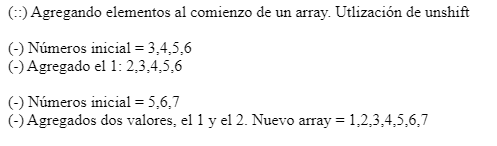 (::) Agregando elementos al comienzo de un array. Utlización de unshift
(-) Números inicial = 3,4,5,6
(-) Agregado el 1: 2,3,4,5,6
(-) Números inicial = 5,6,7
(-) Agregados dos valores, el 1 y el 2. Nuevo array = 1,2,3,4,5,6,7